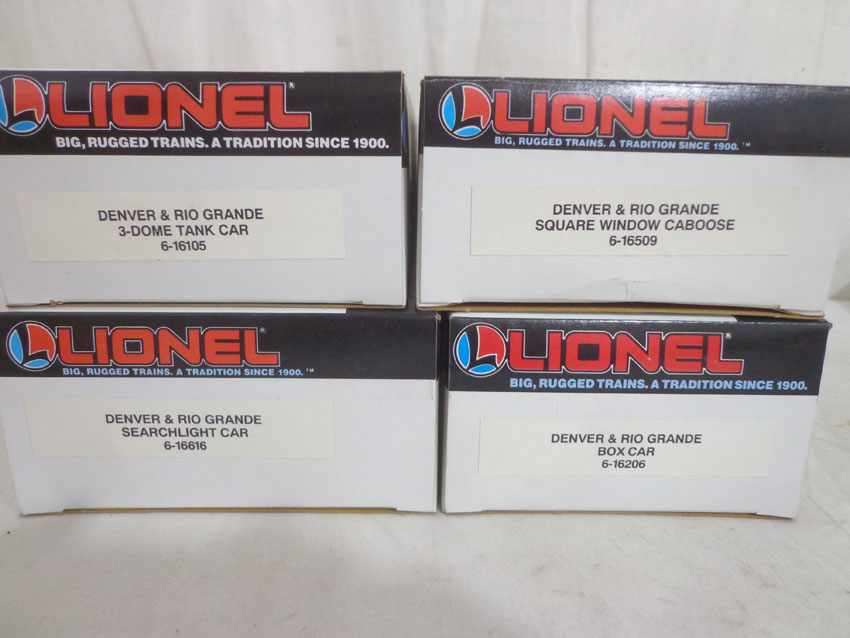 LIONEL®
BIG, RUGGED TRAINS. A TRADITION SINCE 1900.
DENVER & RIO GRANDE
3-DOME TANK CAR
6-16105
LIONEL
BIG, RUGGED TRAINS. A TRADITION SINCE 1900.™
DENVER & RIO GRANDE
SQUARE WINDOW CABOOSE
6-16509
LIONEL®
BIG, RUGGED TRAINS. A TRADITION SINCE 1900.™
DENVER & RIO GRANDE
SEARCHLIGHT CAR
6-16616
LIONEL®
BIG, RUGGED TRAINS. A TRADITION SINCE 1900.
DENVER & RIO GRANDE
BOX CAR
6-16206